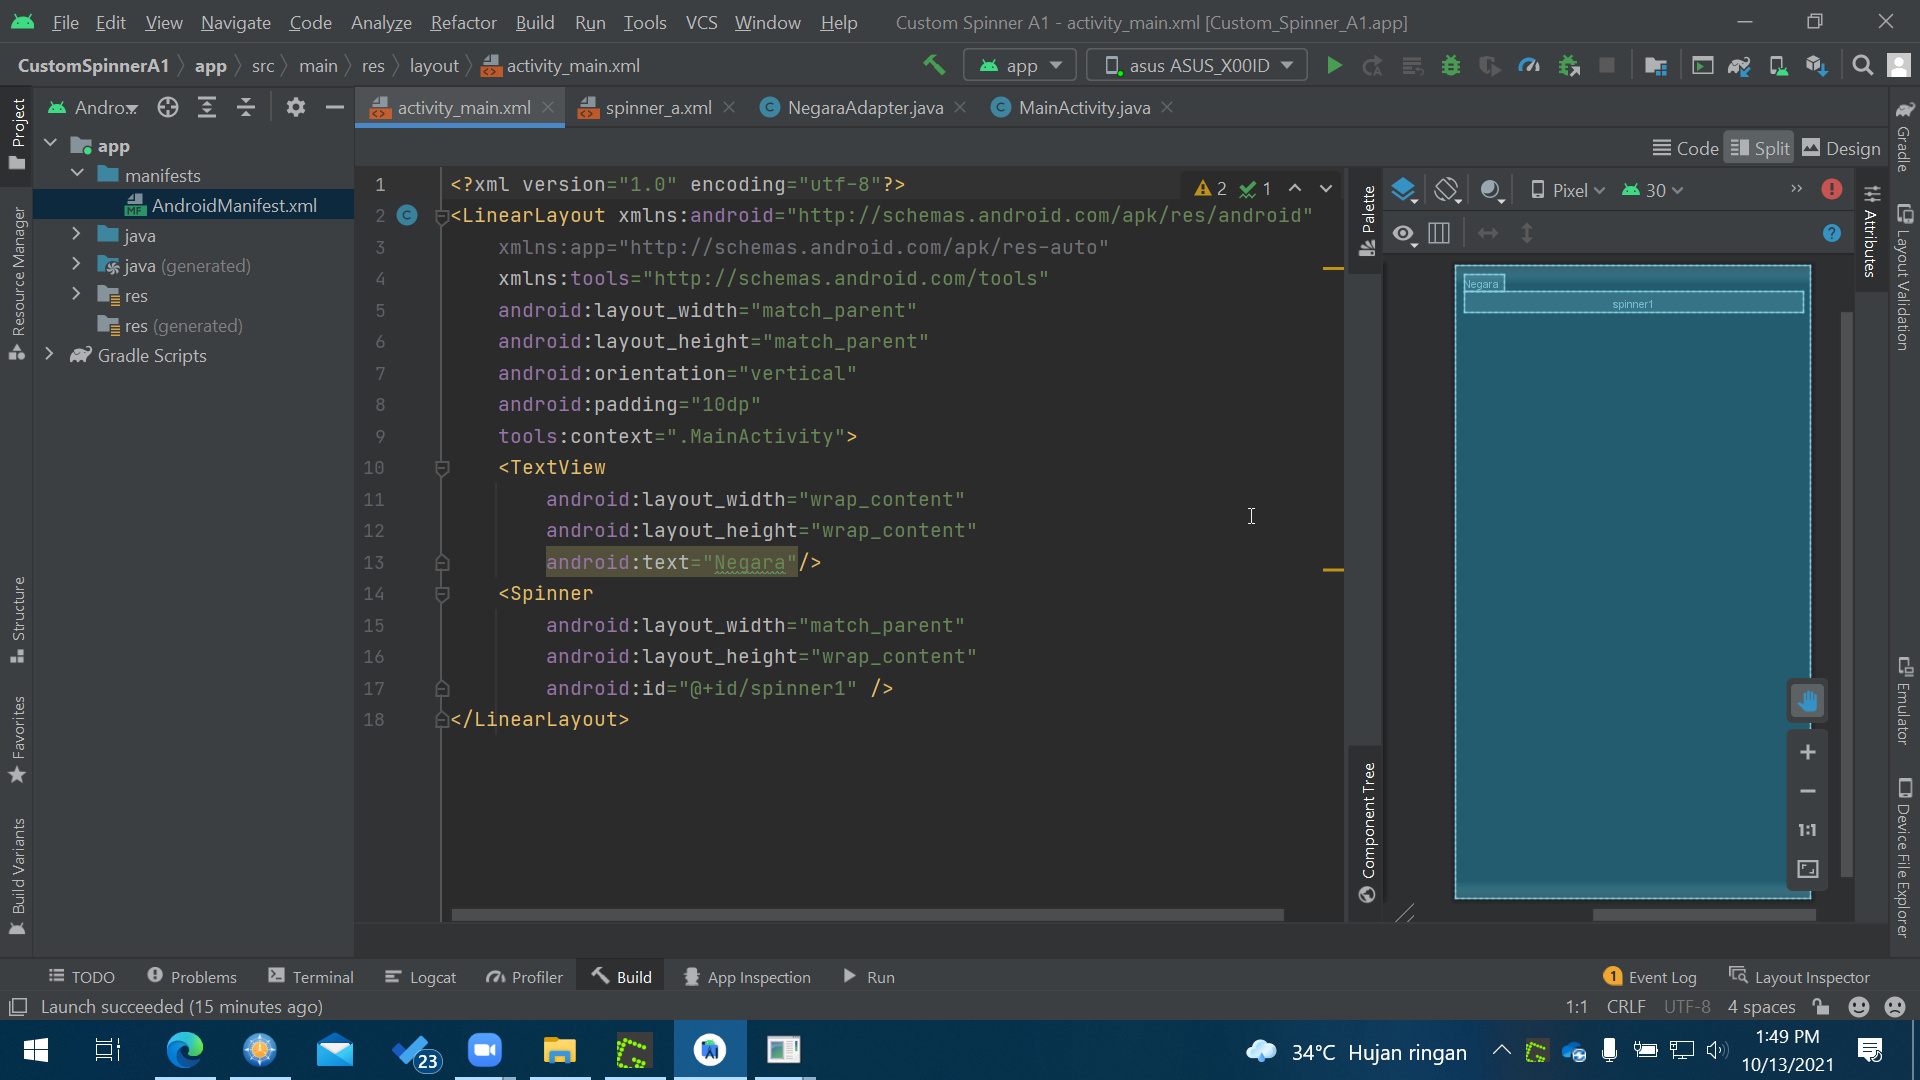 File Edit View Navigate Code Analyze Refactor Build Run Tools VCS Window Help Custom Spinner A1 - activity_main.xml [Custom_Spinner_A1.app]
CustomSpinnerA1 app src main res layout activity_main.xml app asus ASUS_X00ID
Andro... activity_main.xml spinner_a.xml NegaraAdapter.java MainActivity.java
Code Split Design
Project
Resource Manager
Structure
Favorites
Build Variants
app
manifests
AndroidManifest.xml
java
java (generated)
res
res (generated)
Gradle Scripts
2 1
1 <?xml version="1.0" encoding="utf-8"?>
2 <LinearLayout xmlns:android="http://schemas.android.com/apk/res/android"
3 xmlns:app="http://schemas.android.com/apk/res-auto"
4 xmlns:tools="http://schemas.android.com/tools"
5 android:layout_width="match_parent"
6 android:layout_height="match_parent"
7 android:orientation="vertical"
8 android:padding="10dp"
9 tools:context=".MainActivity">
10 <TextView
11 android:layout_width="wrap_content"
12 android:layout_height="wrap_content"
13 android:text="Negara"/>
14 <Spinner
15 android:layout_width="match_parent"
16 android:layout_height="wrap_content"
17 android:id="@+id/spinner1" />
18 </LinearLayout>
Palette
Component Tree
Pixel 30
Negara
spinner1
1:1
Attributes
Gradle
Layout Validation
Emulator
Device File Explorer
TODO Problems Terminal Logcat Profiler Build App Inspection Run 1 Event Log Layout Inspector
Launch succeeded (15 minutes ago) 1:1 CRLF UTF-8 4 spaces
23 34°C Hujan ringan 1:49 PM
10/13/2021